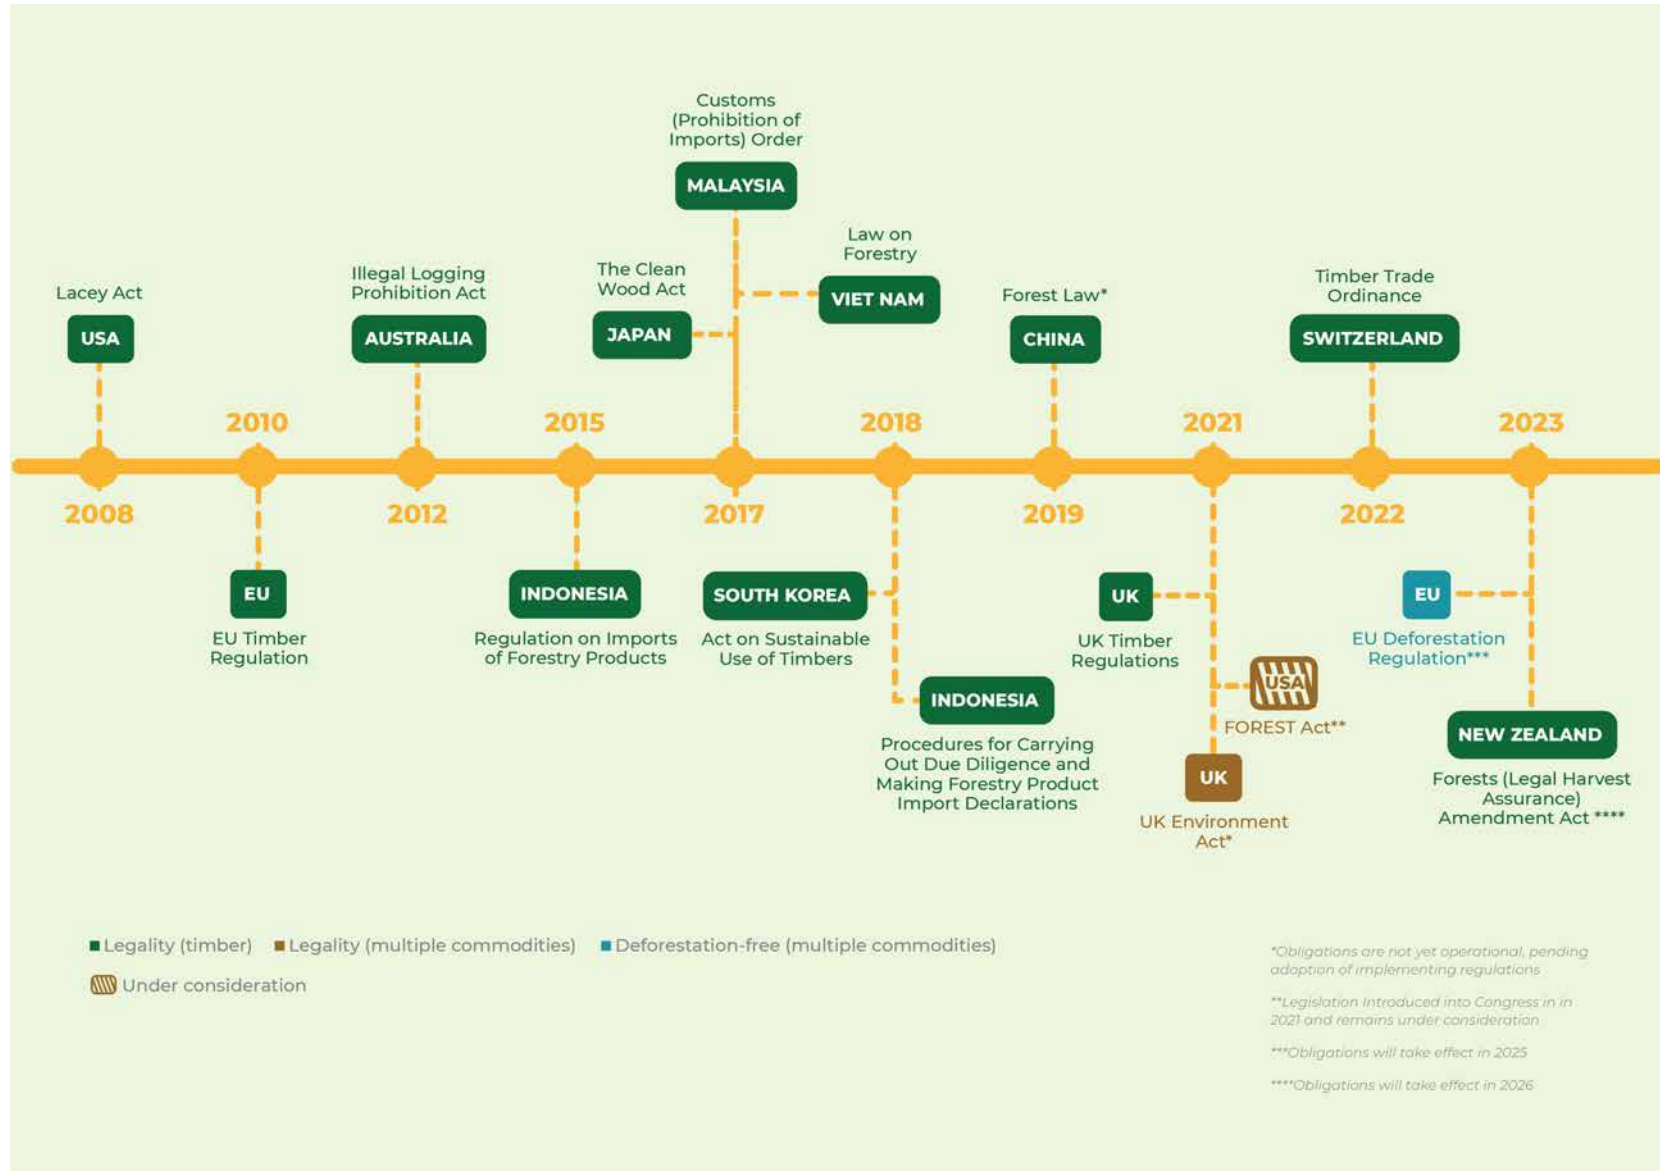 Customs
(Prohibition of
Imports) Order
MALAYSIA
Law on
Forestry
VIET NAM
The Clean
Wood Act
JAPAN
Lacey Act
USA
Illegal Logging
Prohibition Act
AUSTRALIA
Forest Law*
CHINA
Timber Trade
Ordinance
SWITZERLAND
2010
2015
2018
2021
2023
2008
2012
2017
2019
2022
EU
EU Timber
Regulation
INDONESIA
Regulation on Imports
of Forestry Products
SOUTH KOREA
Act on Sustainable
Use of Timbers
INDONESIA
Procedures for Carrying
Out Due Diligence and
Making Forestry Product
Import Declarations
UK
UK Timber
Regulations
USA
FOREST Act**
UK
UK Environment
Act*
EU
EU Deforestation
Regulation***
NEW ZEALAND
Forests (Legal Harvest
Assurance)
Amendment Act ****
Legality (timber)
Legality (multiple commodities)
Deforestation-free (multiple commodities)
Under consideration
*Obligations are not yet operational, pending
adoption of implementing regulations
**Legislation Introduced into Congress in in
2021 and remains under consideration
***Obligations will take effect in 2025
****Obligations will take effect in 2026